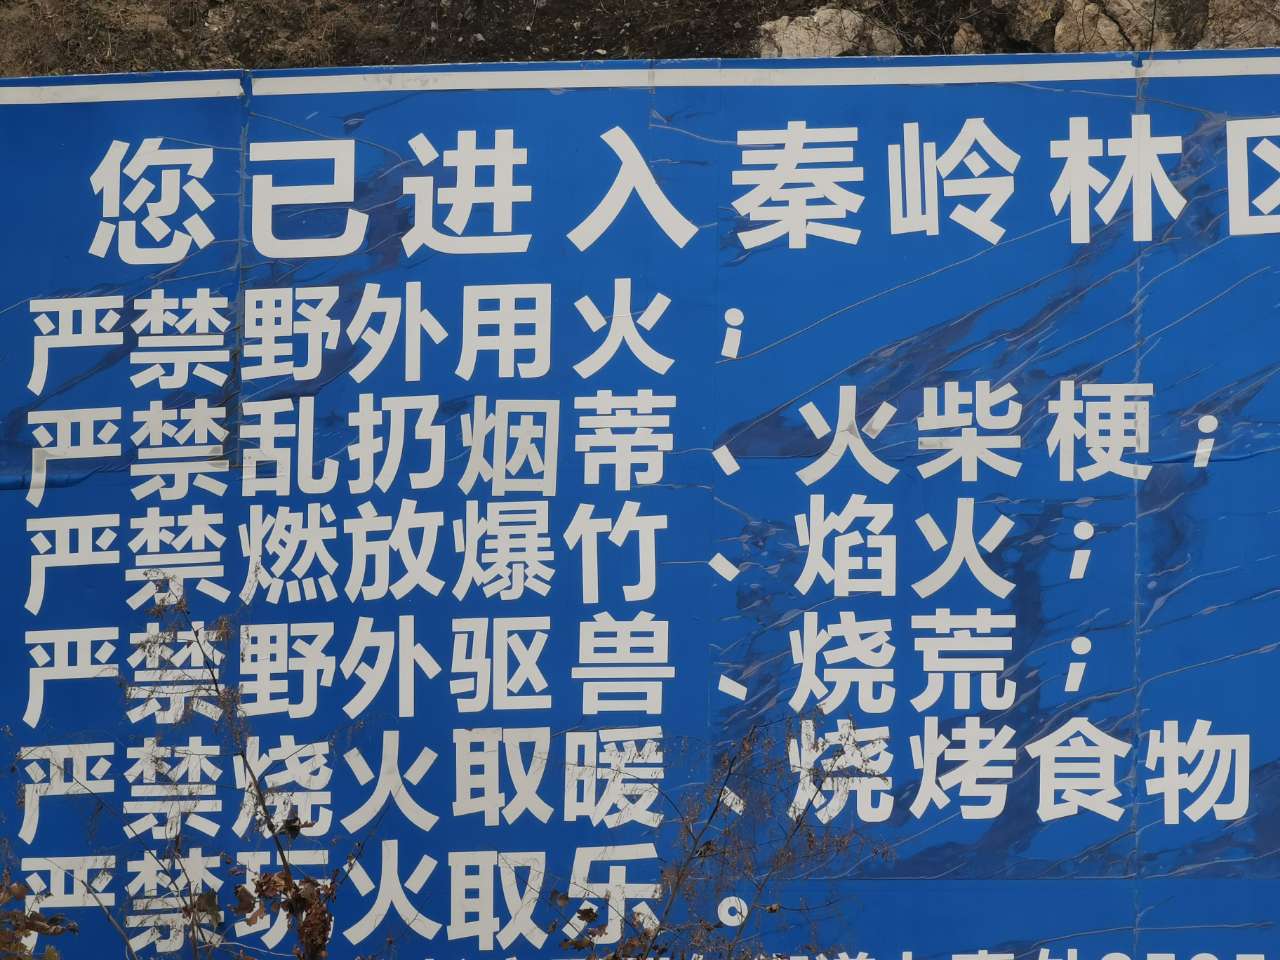 您已进入秦岭林区
严禁野外用火；
严禁乱扔烟蒂、火柴梗；
严禁燃放爆竹、焰火；
严禁野外驱兽、烧荒；
严禁烧火取暖、烧烤食物
严禁玩火取乐。